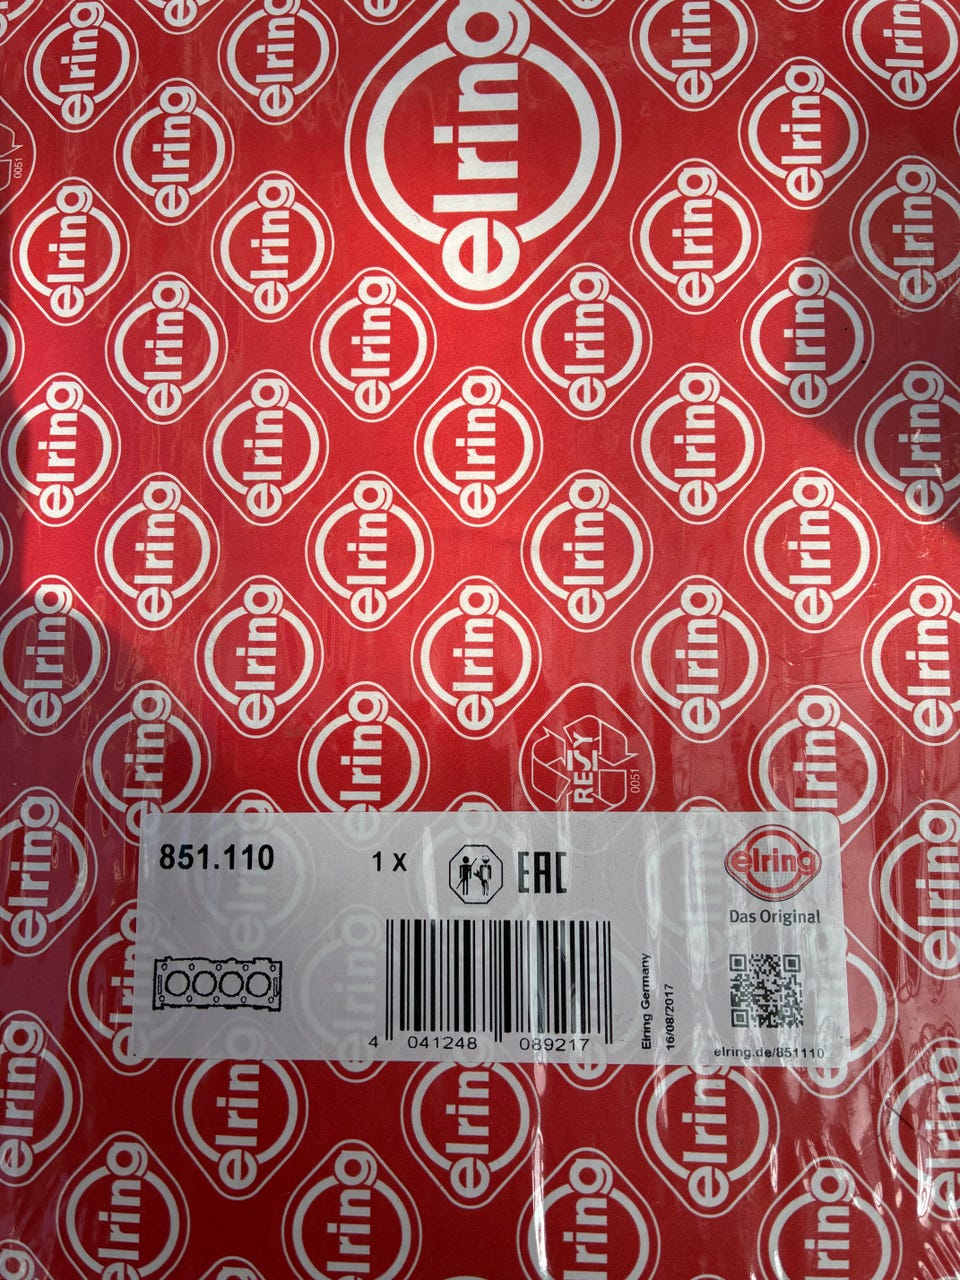 elring
RESY
0051
851.110
1 X
EAC
elring
Das Original
4 041248 089217
Elring Germany
16/08/2017
elring.de/851110